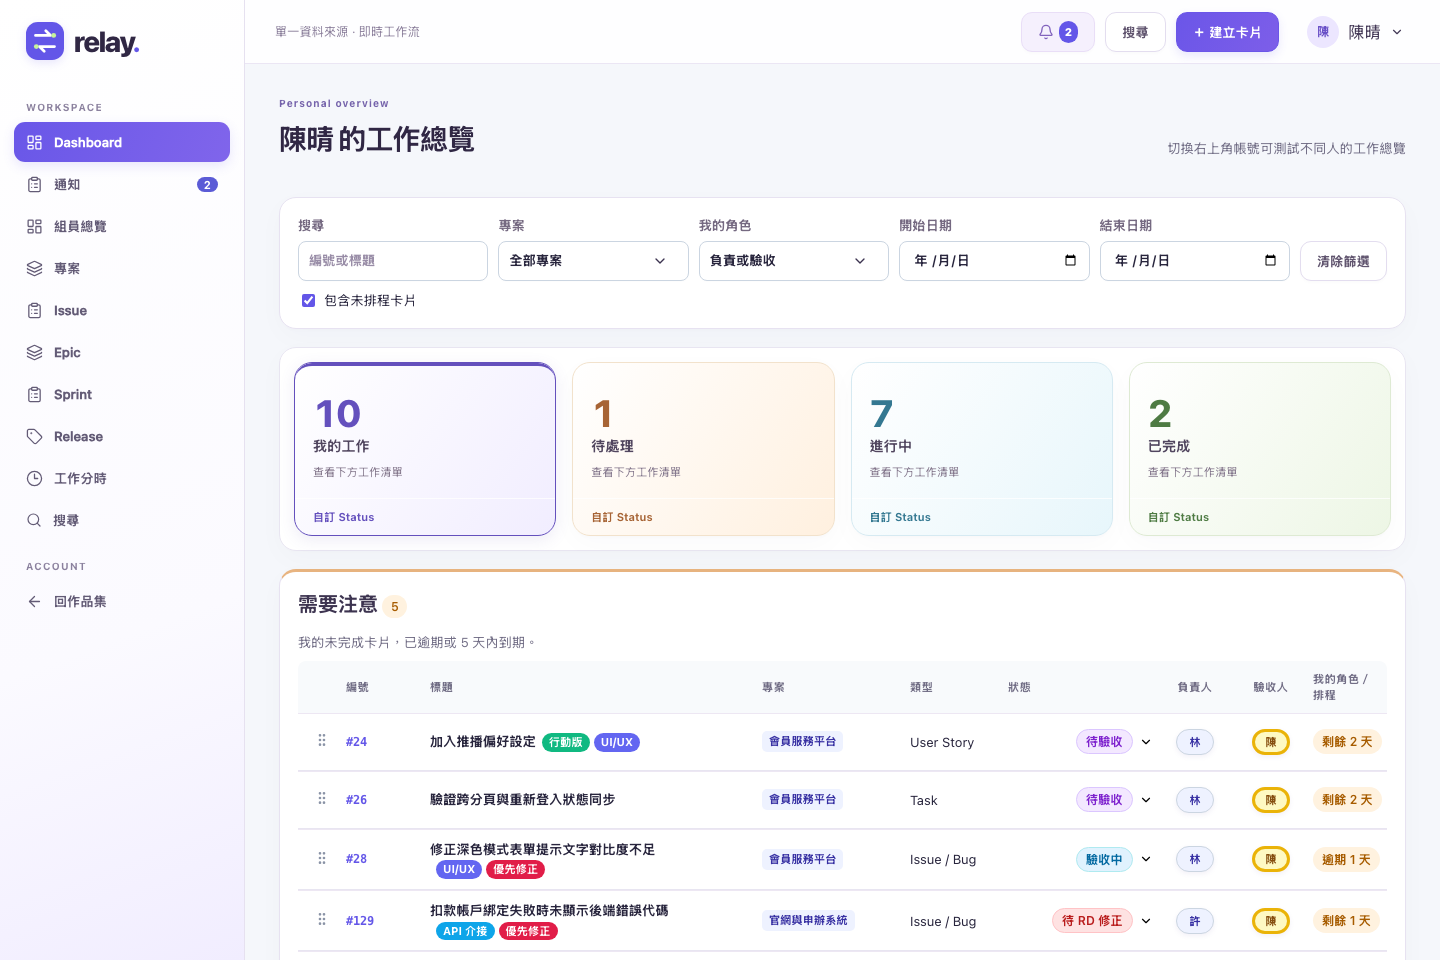 relay.
單一資料來源 · 即時工作流
2
搜尋
+ 建立卡片
陳
陳晴
WORKSPACE
Dashboard
通知
2
組員總覽
專案
Issue
Epic
Sprint
Release
工作分時
搜尋
ACCOUNT
回作品集
Personal overview
陳晴 的工作總覽
切換右上角帳號可測試不同人的工作總覽
搜尋
專案
我的角色
開始日期
結束日期
編號或標題
全部專案
負責或驗收
年 /月/日
年 /月/日
清除篩選
包含未排程卡片
10
我的工作
查看下方工作清單
自訂 Status
1
待處理
查看下方工作清單
自訂 Status
7
進行中
查看下方工作清單
自訂 Status
2
已完成
查看下方工作清單
自訂 Status
需要注意 5
我的未完成卡片，已逾期或 5 天內到期。
編號 標題 專案 類型 狀態 負責人 驗收人 我的角色 /
排程
#24 加入推播偏好設定 行動版 UI/UX 會員服務平台 User Story 待驗收 林 陳 剩餘 2 天
#26 驗證跨分頁與重新登入狀態同步 會員服務平台 Task 待驗收 林 陳 剩餘 2 天
#28 修正深色模式表單提示文字對比度不足 會員服務平台 Issue / Bug 驗收中 林 陳 逾期 1 天
UI/UX 優先修正
#129 扣款帳戶綁定失敗時未顯示後端錯誤代碼 官網與申辦系統 Issue / Bug 待 RD 修正 許 陳 剩餘 1 天
API 介接 優先修正